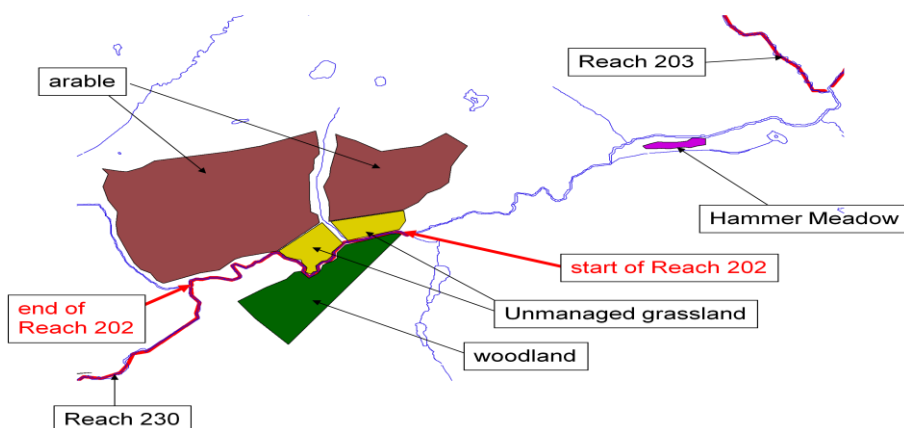 Reach 203
arable
Hammer Meadow
start of Reach 202
end of
Reach 202
Unmanaged grassland
woodland
Reach 230